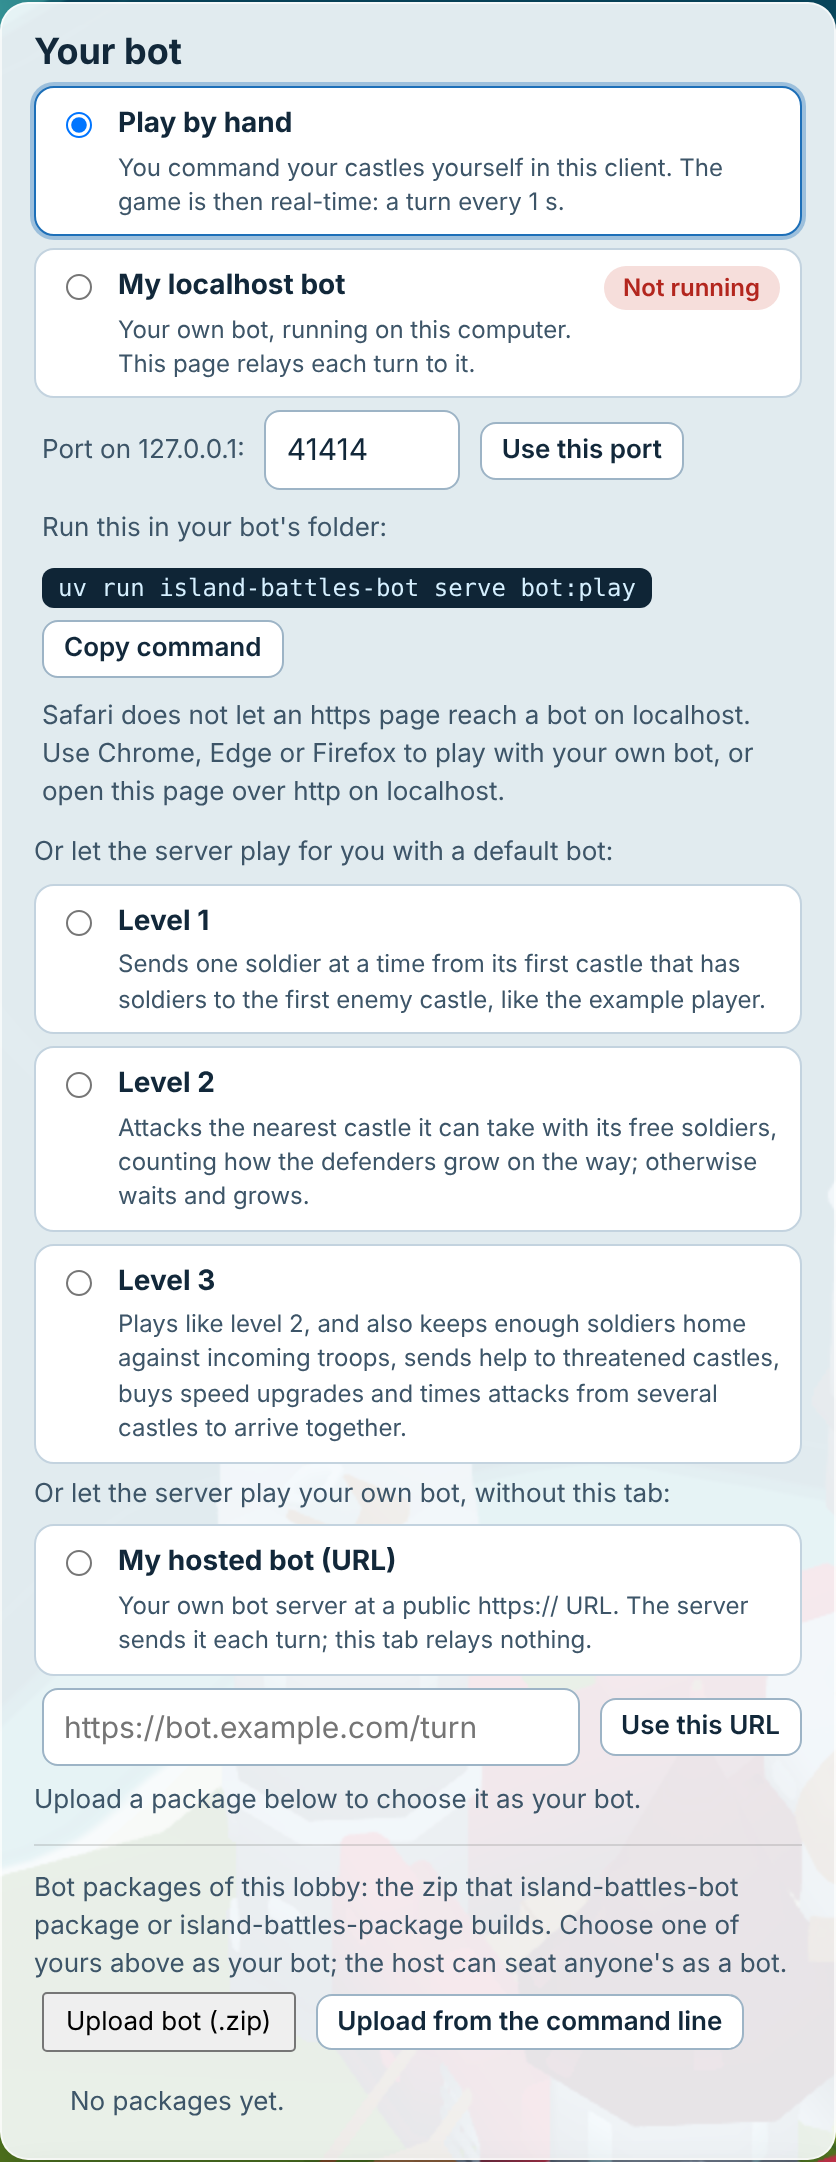 Your bot
Play by hand
You command your castles yourself in this client. The
game is then real-time: a turn every 1 s.
My localhost bot
Not running
Your own bot, running on this computer.
This page relays each turn to it.
Port on 127.0.0.1:
41414
Use this port
Run this in your bot's folder:
uv run island-battles-bot serve bot:play
Copy command
Safari does not let an https page reach a bot on localhost.
Use Chrome, Edge or Firefox to play with your own bot, or
open this page over http on localhost.
Or let the server play for you with a default bot:
Level 1
Sends one soldier at a time from its first castle that has
soldiers to the first enemy castle, like the example player.
Level 2
Attacks the nearest castle it can take with its free soldiers,
counting how the defenders grow on the way; otherwise
waits and grows.
Level 3
Plays like level 2, and also keeps enough soldiers home
against incoming troops, sends help to threatened castles,
buys speed upgrades and times attacks from several
castles to arrive together.
Or let the server play your own bot, without this tab:
My hosted bot (URL)
Your own bot server at a public https:// URL. The server
sends it each turn; this tab relays nothing.
https://bot.example.com/turn
Use this URL
Upload a package below to choose it as your bot.
Bot packages of this lobby: the zip that island-battles-bot
package or island-battles-package builds. Choose one of
yours above as your bot; the host can seat anyone's as a bot.
Upload bot (.zip)
Upload from the command line
No packages yet.